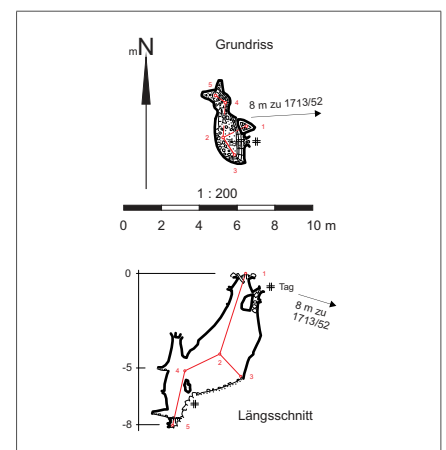 mN
Grundriss
5
4
8 m zu 1713/52
1
2
3
1 : 200
0 2 4 6 8 10 m
0
1
Tag
8 m zu
1713/52
2
-5
4
3
Längsschnitt
-8
5